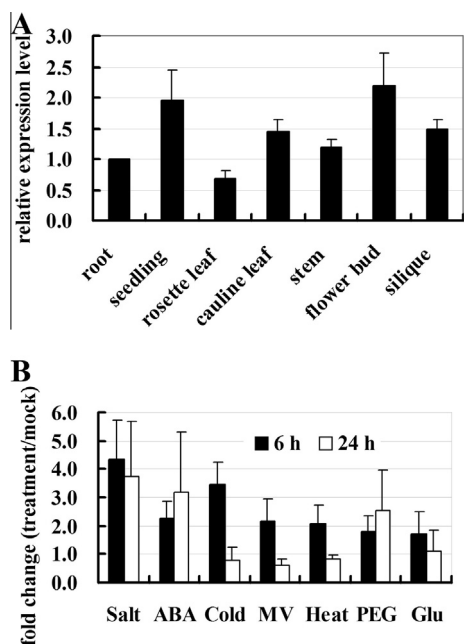 A
relative expression level
3.0
2.5
2.0
1.5
1.0
0.5
0.0
root
seedling
rosette leaf
cauline leaf
stem
flower bud
silique
B
fold change (treatment/mock)
6.0
5.0
4.0
3.0
2.0
1.0
0.0
6 h
24 h
Salt ABA Cold MV Heat PEG Glu